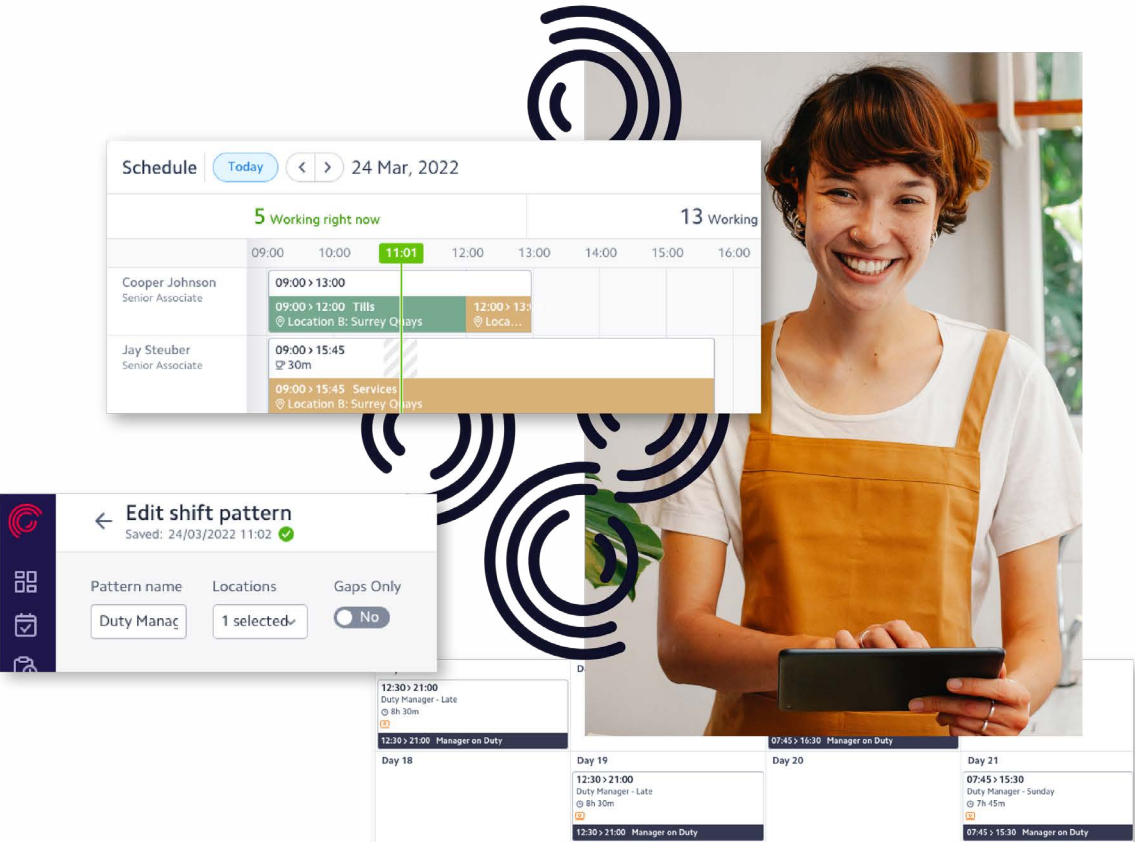 Schedule Today 24 Mar, 2022
5 Working right now 13 Working
09:00 10:00 11:01 12:00 13:00 14:00 15:00 16:00
Cooper Johnson
Senior Associate
09:00 > 13:00
09:00 > 12:00 Tills
Location B: Surrey Quays
12:00 > 13:
Loca...
Jay Steuber
Senior Associate
09:00 > 15:45
30m
09:00 > 15:45 Services
Location B: Surrey Quays
Edit shift pattern
Saved: 24/03/2022 11:02
Pattern name Locations Gaps Only
Duty Manag 1 selected No
D
12:30 > 21:00
Duty Manager - Late
8h 30m
12:30 > 21:00 Manager on Duty
07:45 > 16:30 Manager on Duty
Day 18 Day 19 Day 20 Day 21
12:30 > 21:00
Duty Manager - Late
8h 30m
12:30 > 21:00 Manager on Duty
07:45 > 15:30
Duty Manager - Sunday
7h 45m
07:45 > 15:30 Manager on Duty